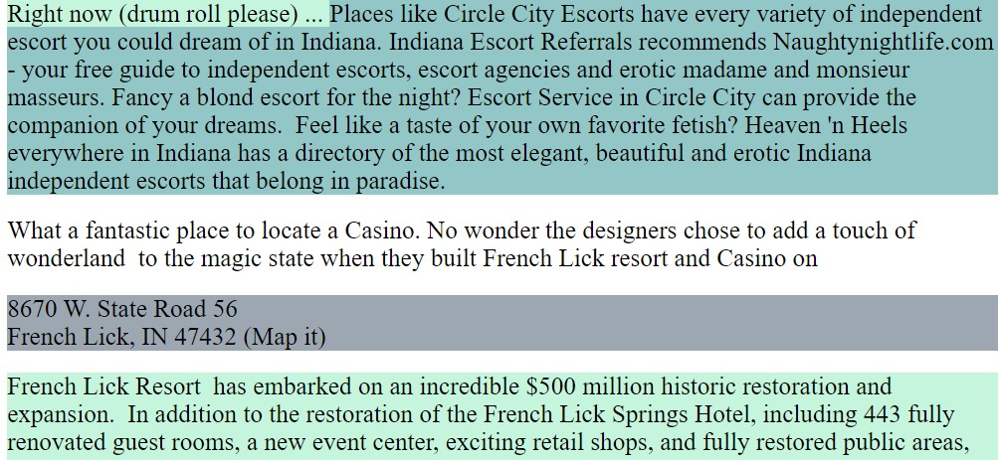 Right now (drum roll please) ... Places like Circle City Escorts have every variety of independent
escort you could dream of in Indiana. Indiana Escort Referrals recommends Naughtynightlife.com
- your free guide to independent escorts, escort agencies and erotic madame and monsieur
masseurs. Fancy a blond escort for the night? Escort Service in Circle City can provide the
companion of your dreams.  Feel like a taste of your own favorite fetish? Heaven 'n Heels
everywhere in Indiana has a directory of the most elegant, beautiful and erotic Indiana
independent escorts that belong in paradise.
What a fantastic place to locate a Casino. No wonder the designers chose to add a touch of
wonderland  to the magic state when they built French Lick resort and Casino on
8670 W. State Road 56
French Lick, IN 47432 (Map it)
French Lick Resort  has embarked on an incredible $500 million historic restoration and
expansion.  In addition to the restoration of the French Lick Springs Hotel, including 443 fully
renovated guest rooms, a new event center, exciting retail shops, and fully restored public areas,